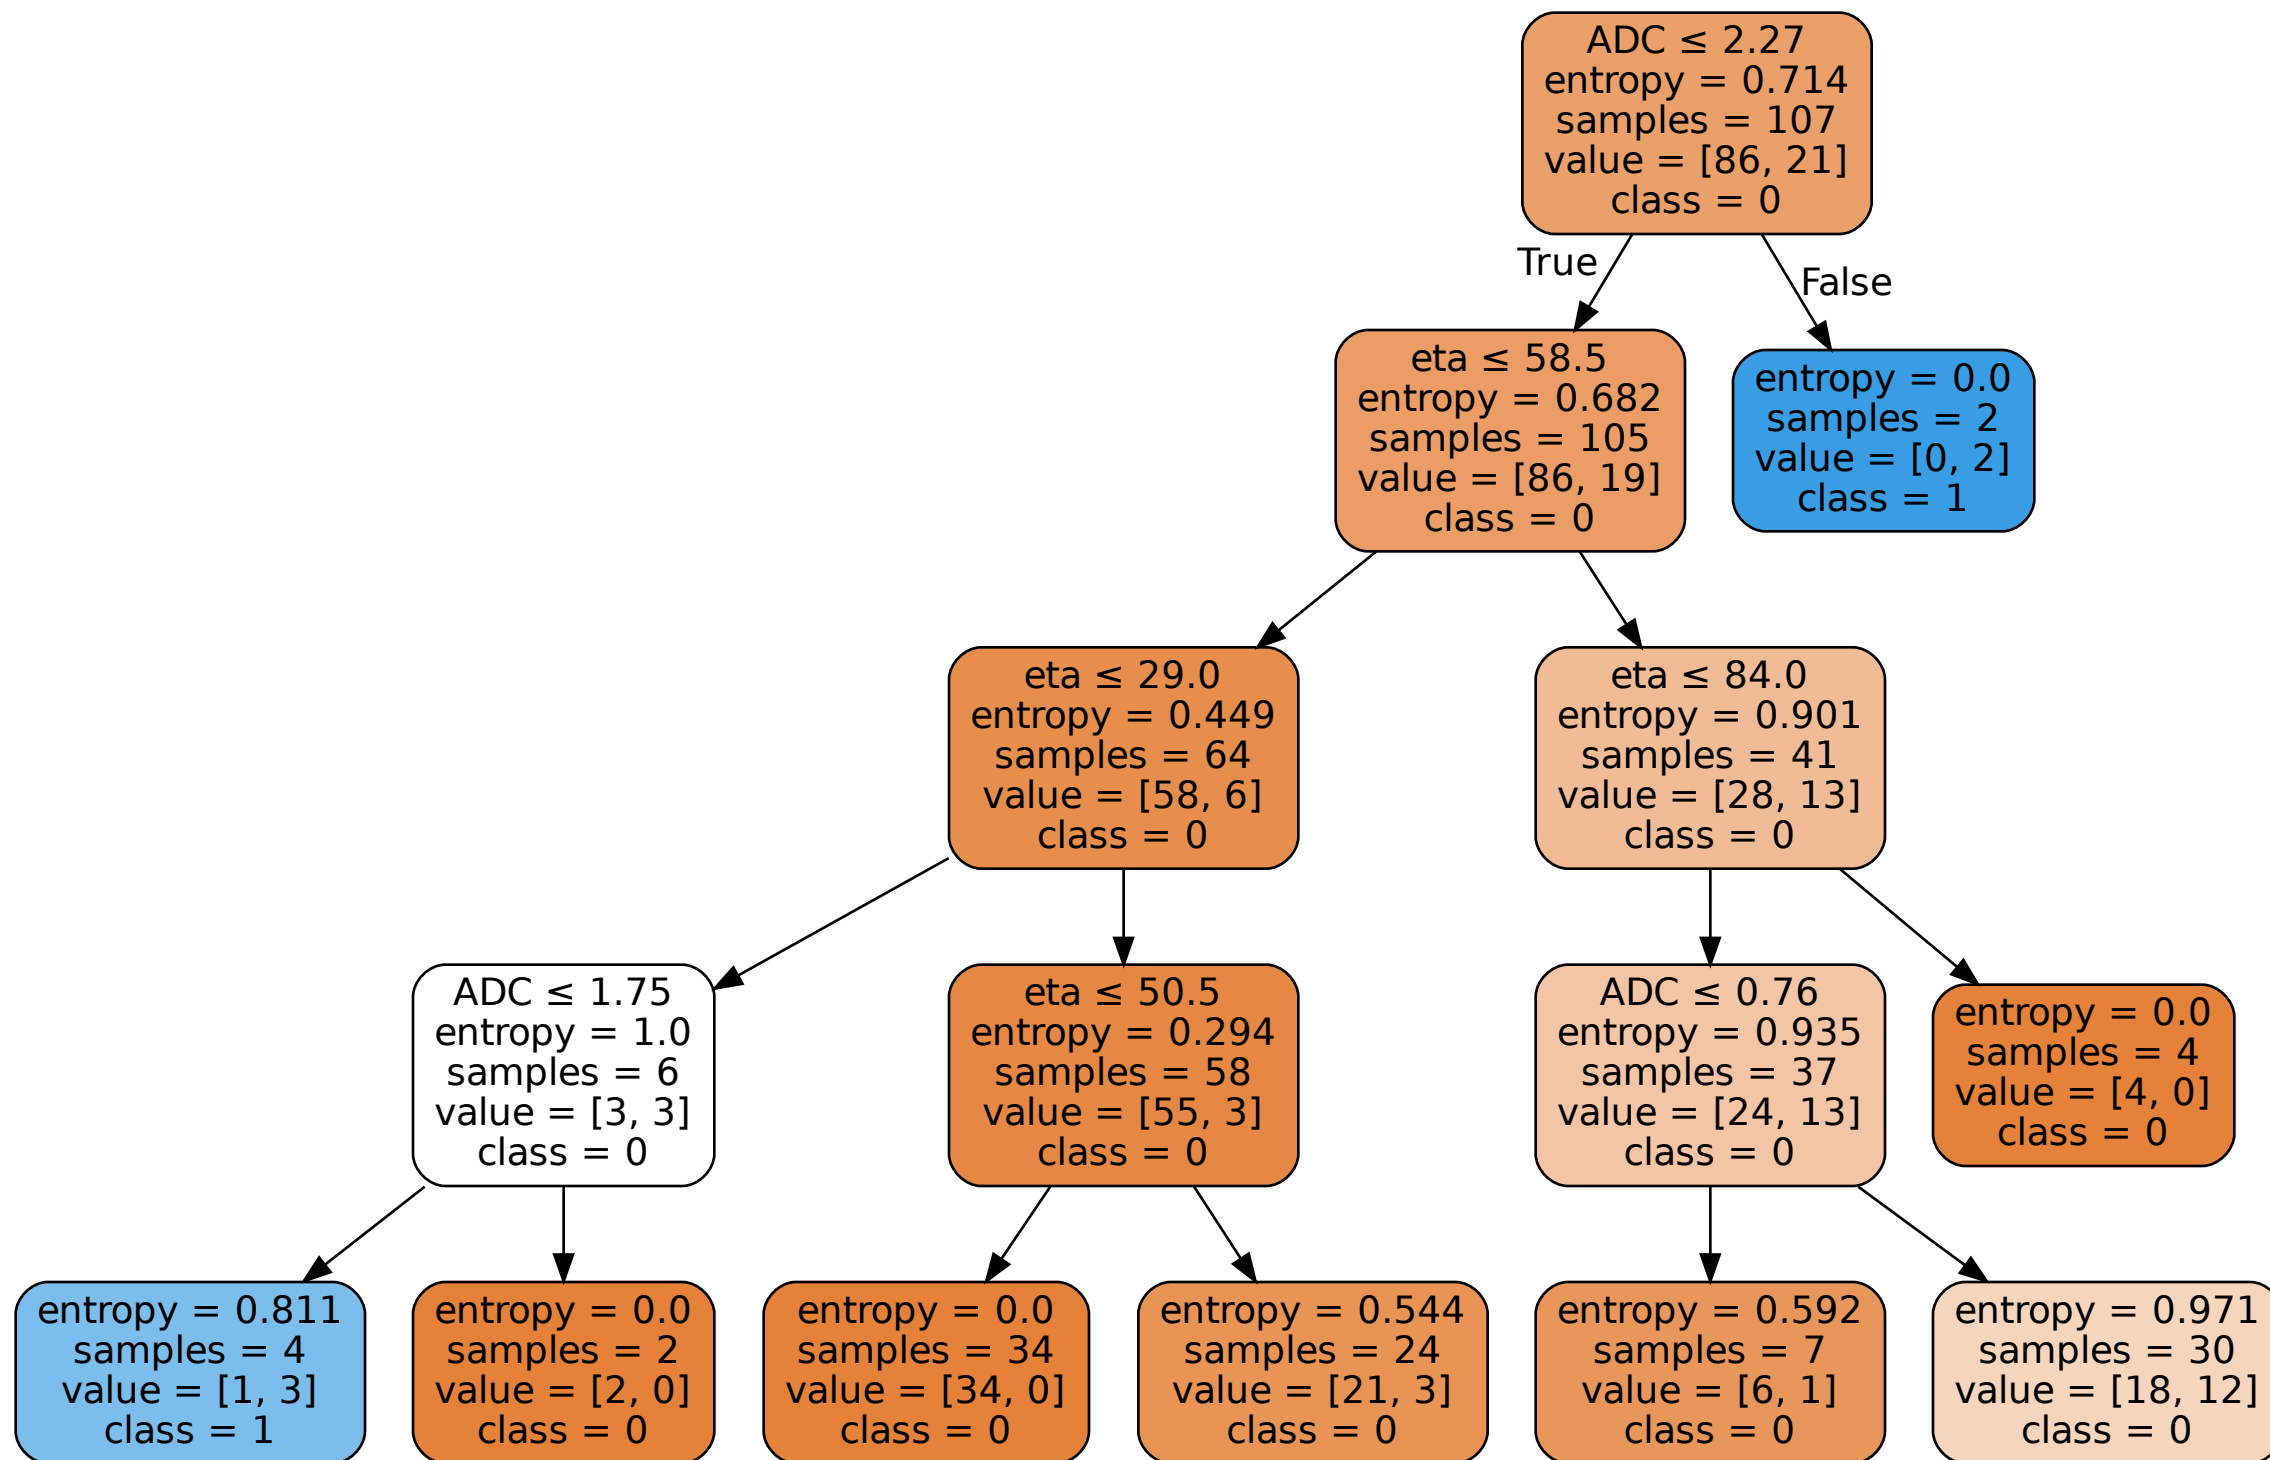 ADC ≤ 2.27
entropy = 0.714
samples = 107
value = [86, 21]
class = 0
True
False
eta ≤ 58.5
entropy = 0.682
samples = 105
value = [86, 19]
class = 0
entropy = 0.0
samples = 2
value = [0, 2]
class = 1
eta ≤ 29.0
entropy = 0.449
samples = 64
value = [58, 6]
class = 0
eta ≤ 84.0
entropy = 0.901
samples = 41
value = [28, 13]
class = 0
ADC ≤ 1.75
entropy = 1.0
samples = 6
value = [3, 3]
class = 0
eta ≤ 50.5
entropy = 0.294
samples = 58
value = [55, 3]
class = 0
ADC ≤ 0.76
entropy = 0.935
samples = 37
value = [24, 13]
class = 0
entropy = 0.0
samples = 4
value = [4, 0]
class = 0
entropy = 0.811
samples = 4
value = [1, 3]
class = 1
entropy = 0.0
samples = 2
value = [2, 0]
class = 0
entropy = 0.0
samples = 34
value = [34, 0]
class = 0
entropy = 0.544
samples = 24
value = [21, 3]
class = 0
entropy = 0.592
samples = 7
value = [6, 1]
class = 0
entropy = 0.971
samples = 30
value = [18, 12]
class = 0